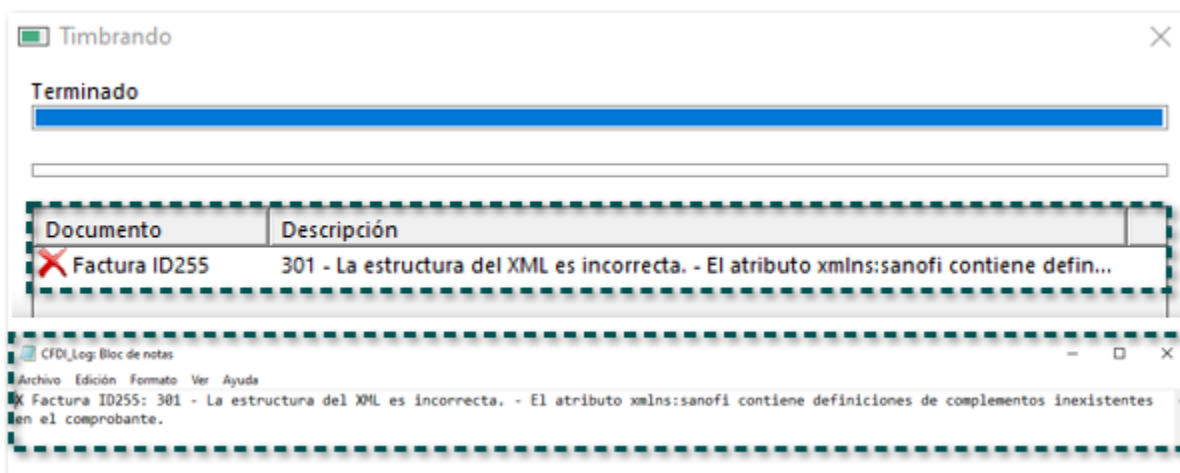 Timbrando
Terminado
Documento Descripción
Factura ID255 301 - La estructura del XML es incorrecta. - El atributo xmlns:sanofi contiene defin...
CFDI_Log: Bloc de notas
Archivo Edición Formato Ver Ayuda
X Factura ID255: 301 - La estructura del XML es incorrecta. - El atributo xmlns:sanofi contiene definiciones de complementos inexistentes
en el comprobante.